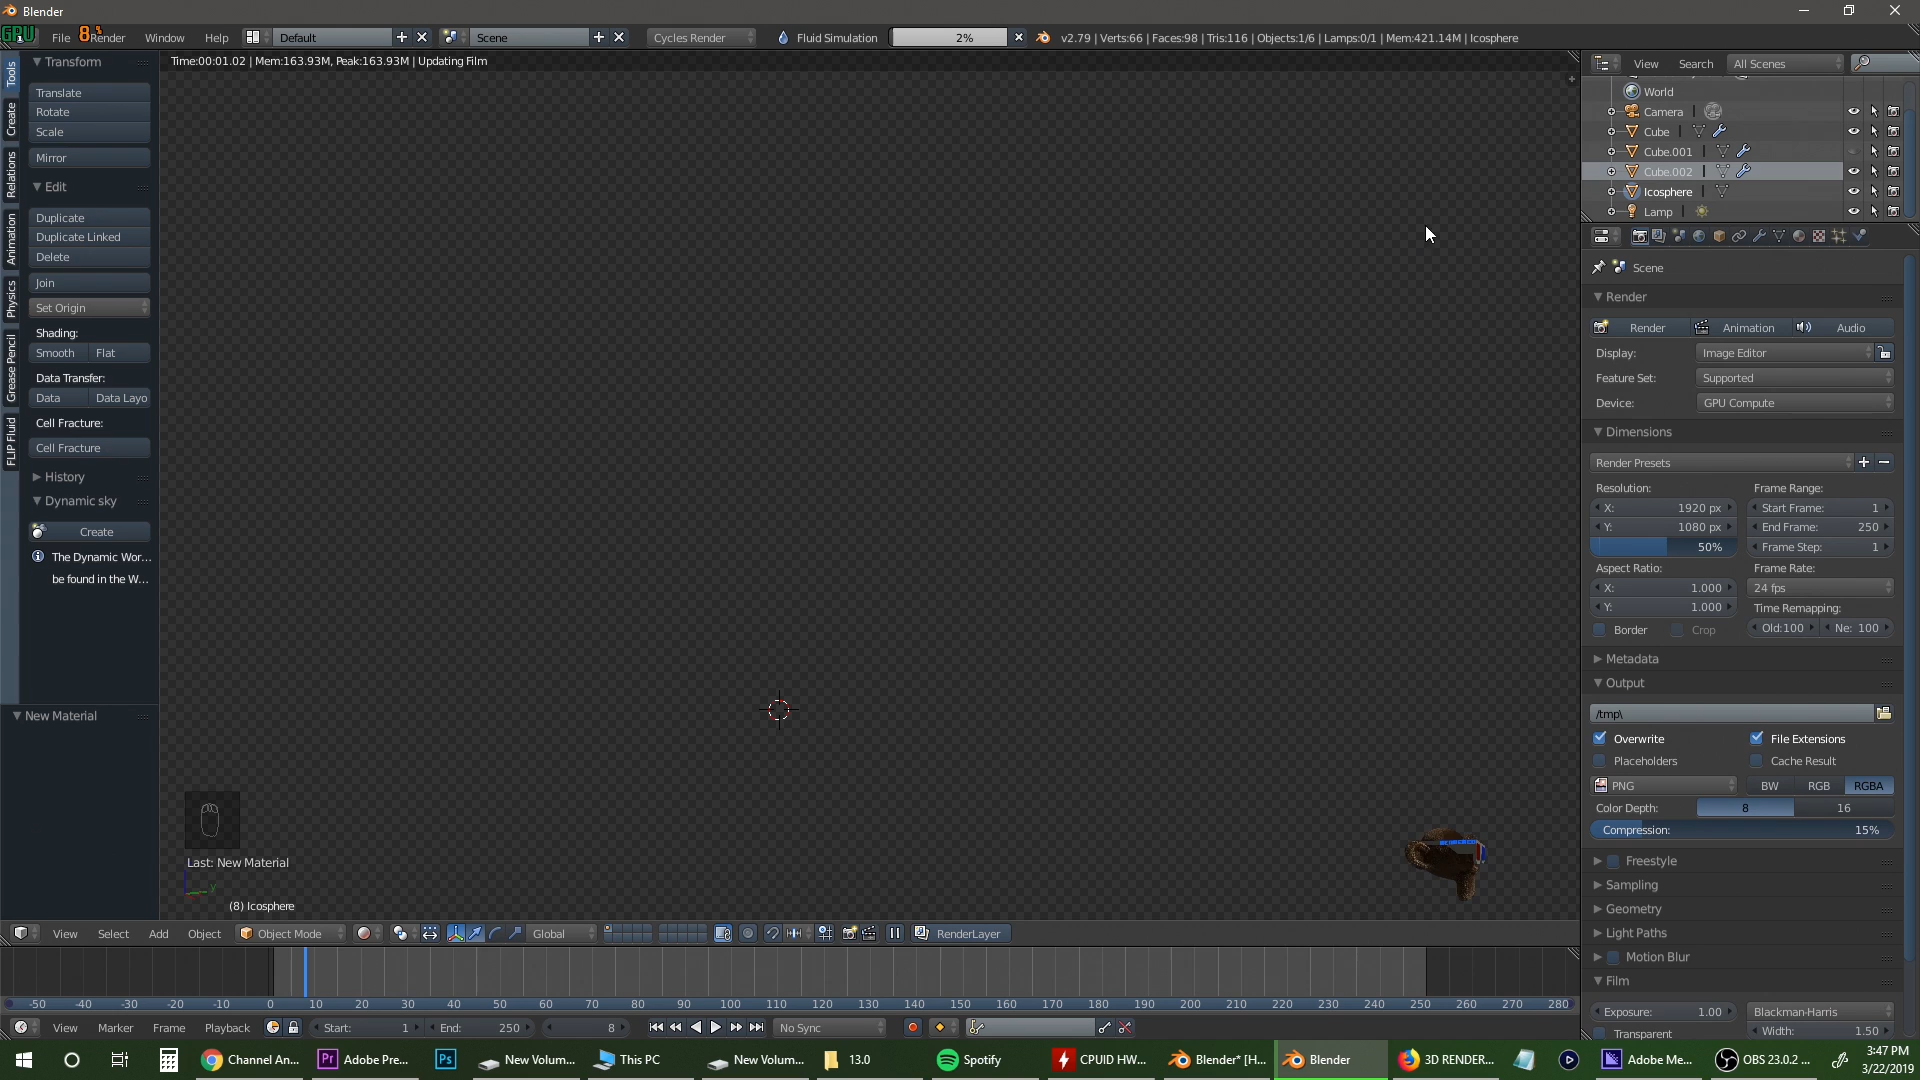 Blender
GPU File 8% Render Window Help Default Scene Cycles Render Fluid Simulation 2% v2.79 | Verts:66 | Faces:98 | Tris:116 | Objects:1/6 | Lamps:0/1 | Mem:421.14M | Icosphere
Time:00:01.02 | Mem:163.93M, Peak:163.93M | Updating Film
Tools
Create
Relations
Animation
Physics
Grease Pencil
FLIP Fluid
Transform
Translate
Rotate
Scale
Mirror
Edit
Duplicate
Duplicate Linked
Delete
Join
Set Origin
Shading:
Smooth Flat
Data Transfer:
Data Data Layo
Cell Fracture:
Cell Fracture
History
Dynamic sky
Create
The Dynamic Wor...
be found in the W...
New Material
Last: New Material
y
(8) Icosphere
View Search All Scenes
World
Camera
Cube
Cube.001
Cube.002
Icosphere
Lamp
Scene
Render
Render Animation Audio
Display: Image Editor
Feature Set: Supported
Device: GPU Compute
Dimensions
Render Presets
Resolution: Frame Range:
X: 1920 px Start Frame: 1
Y: 1080 px End Frame: 250
50% Frame Step: 1
Aspect Ratio: Frame Rate:
X: 1.000 24 fps
Y: 1.000 Time Remapping:
Border Crop Old:100 Ne: 100
Metadata
Output
/tmp\
Overwrite File Extensions
Placeholders Cache Result
PNG BW RGB RGBA
Color Depth: 8 16
Compression: 15%
Freestyle
Sampling
Geometry
Light Paths
Motion Blur
Film
Exposure: 1.00 Blackman-Harris
Transparent Width: 1.50
View Select Add Object Object Mode Global RenderLayer
-50 -40 -30 -20 -10 0 10 20 30 40 50 60 70 80 90 100 110 120 130 140 150 160 170 180 190 200 210 220 230 240 250 260 270 280
View Marker Frame Playback Start: 1 End: 250 8 No Sync
Channel An... Pr Adobe Pre... Ps New Volum... This PC New Volum... 13.0 Spotify CPUID HW... Blender* [H... Blender 3D RENDER... Adobe Me... OBS 23.0.2 ... 3:47 PM
3/22/2019